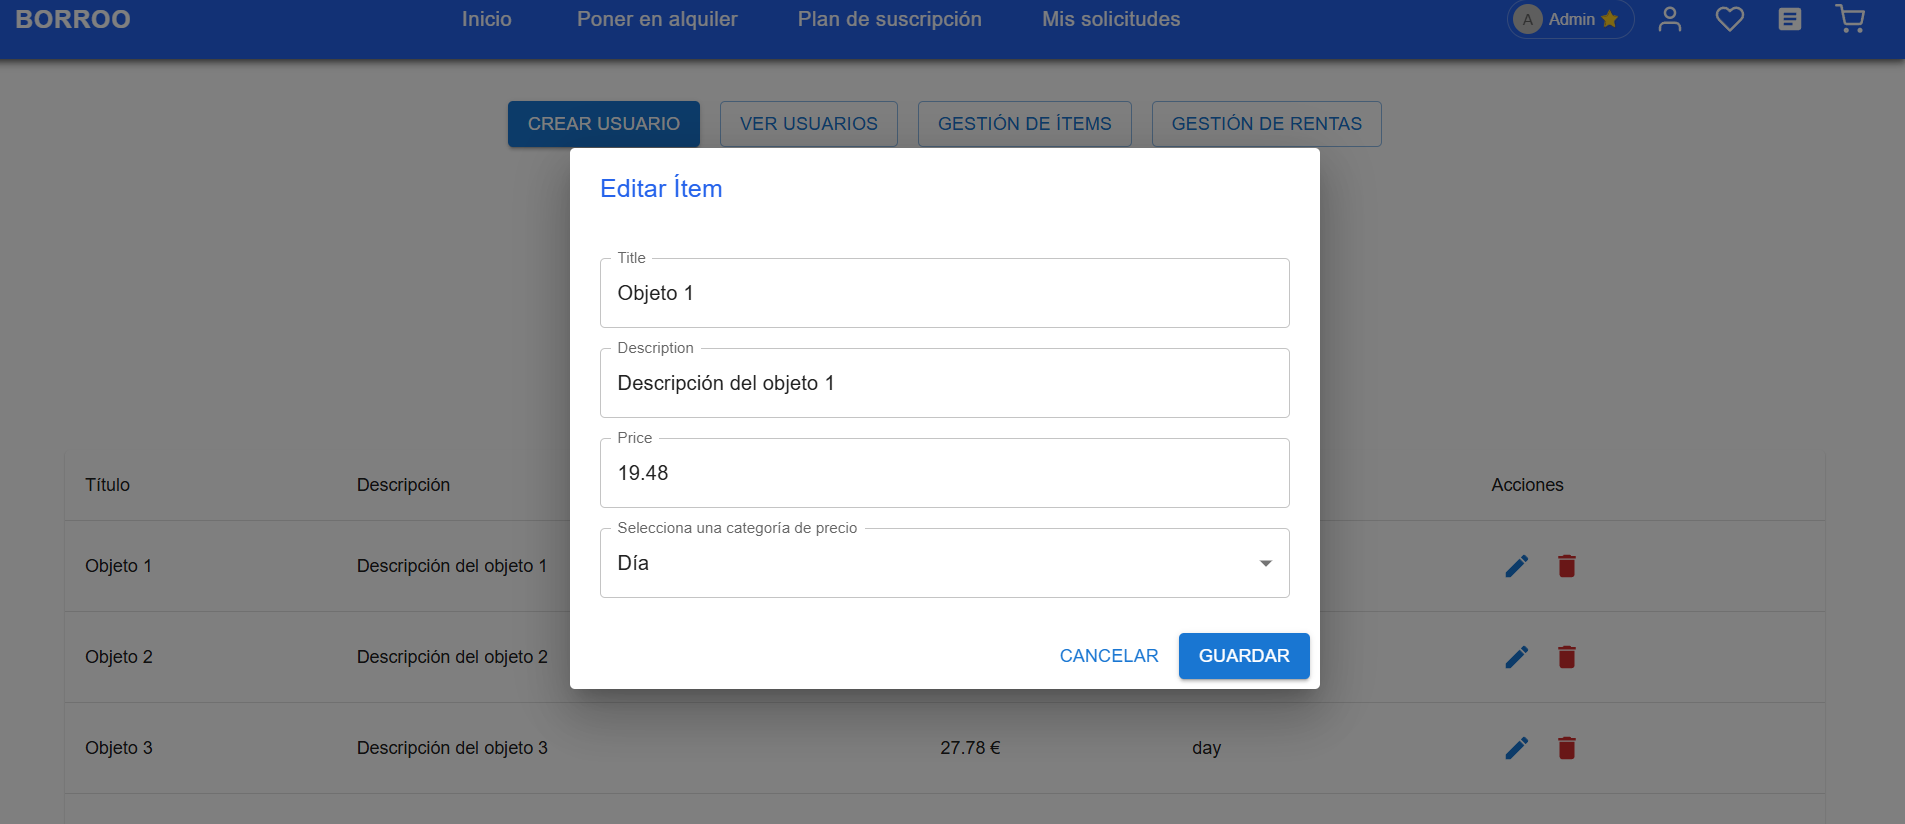 BORROO
Inicio
Poner en alquiler
Plan de suscripción
Mis solicitudes
A
Admin
CREAR USUARIO
VER USUARIOS
GESTIÓN DE ÍTEMS
GESTIÓN DE RENTAS
Editar Ítem
Title
Objeto 1
Description
Descripción del objeto 1
Price
19.48
Selecciona una categoría de precio
Día
CANCELAR
GUARDAR
Título
Descripción
Acciones
Objeto 1
Descripción del objeto 1
Objeto 2
Descripción del objeto 2
Objeto 3
Descripción del objeto 3
27.78 €
day